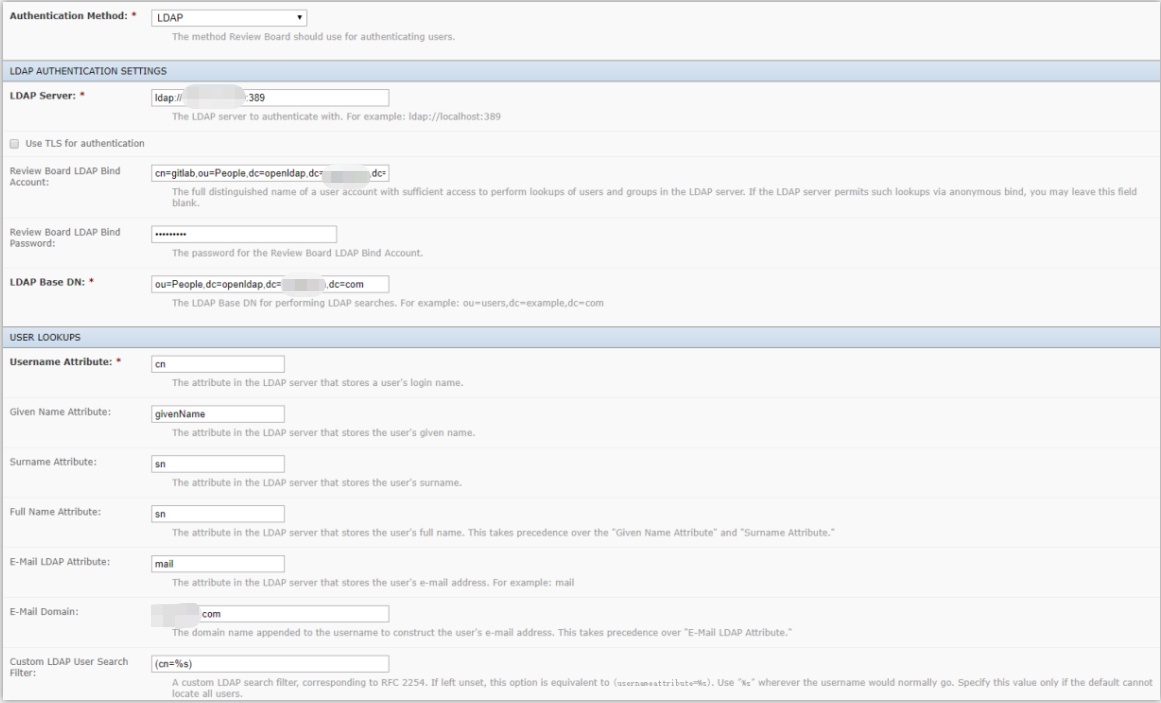 Authentication Method: *
LDAP
The method Review Board should use for authenticating users.
LDAP AUTHENTICATION SETTINGS
LDAP Server: *
ldap:// :389
The LDAP server to authenticate with. For example: ldap://localhost:389
Use TLS for authentication
Review Board LDAP Bind
Account:
cn=gitlab,ou=People,dc=openldap,dc= ,dc=
The full distinguished name of a user account with sufficient access to perform lookups of users and groups in the LDAP server. If the LDAP server permits such lookups via anonymous bind, you may leave this field
blank.
Review Board LDAP Bind
Password:
•••••••••
The password for the Review Board LDAP Bind Account.
LDAP Base DN: *
ou=People,dc=openldap,dc= ,dc=com
The LDAP Base DN for performing LDAP searches. For example: ou=users,dc=example,dc=com
USER LOOKUPS
Username Attribute: *
cn
The attribute in the LDAP server that stores a user's login name.
Given Name Attribute:
givenName
The attribute in the LDAP server that stores the user's given name.
Surname Attribute:
sn
The attribute in the LDAP server that stores the user's surname.
Full Name Attribute:
sn
The attribute in the LDAP server that stores the user's full name. This takes precedence over the "Given Name Attribute" and "Surname Attribute."
E-Mail LDAP Attribute:
mail
The attribute in the LDAP server that stores the user's e-mail address. For example: mail
E-Mail Domain:
com
The domain name appended to the username to construct the user's e-mail address. This takes precedence over "E-Mail LDAP Attribute."
Custom LDAP User Search
Filter:
(cn=%s)
A custom LDAP search filter, corresponding to RFC 2254. If left unset, this option is equivalent to (usernameattribute=%s). Use "%s" wherever the username would normally go. Specify this value only if the default cannot
locate all users.